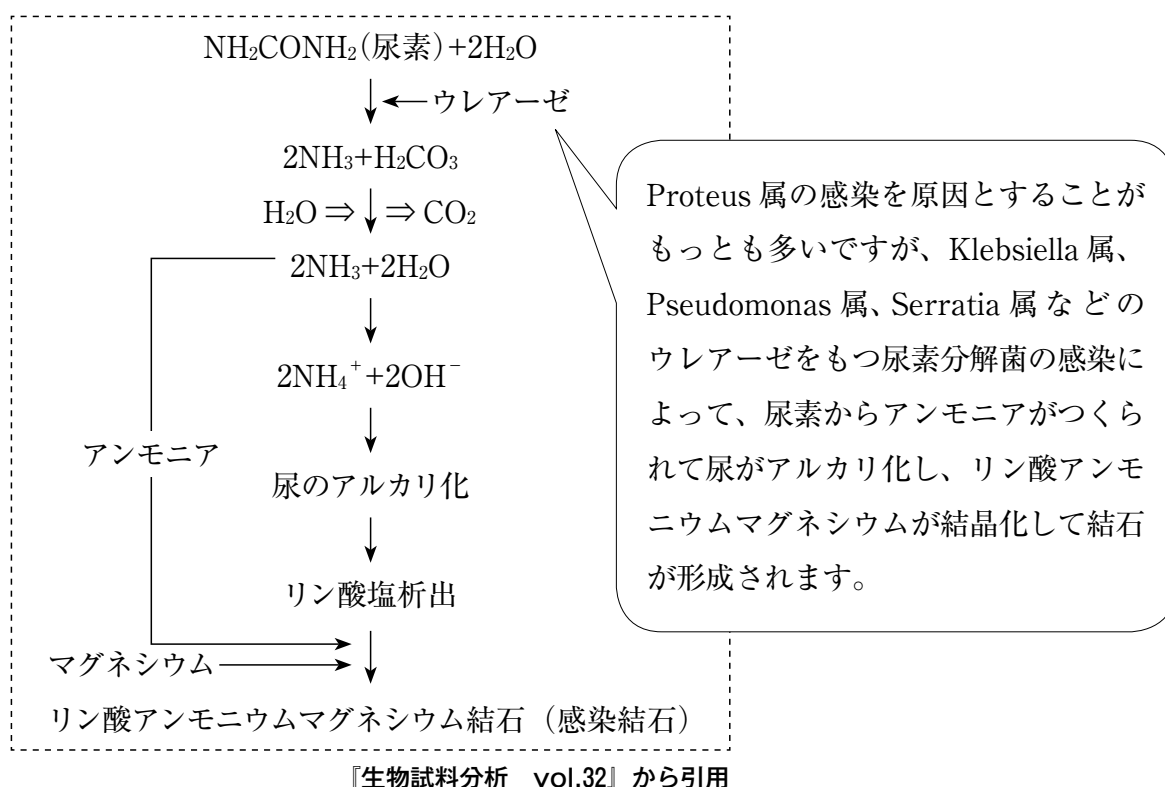 NH₂CONH₂(尿素)+2H₂O
ウレアーゼ
2NH₃+H₂CO₃
H₂O ⇒ ⇒ CO₂
2NH₃+2H₂O
2NH₄⁺+2OH⁻
アンモニア
尿のアルカリ化
リン酸塩析出
マグネシウム
リン酸アンモニウムマグネシウム結石(感染結石)
Proteus 属の感染を原因とすることが
もっとも多いですが、Klebsiella 属、
Pseudomonas 属、Serratia 属などの
ウレアーゼをもつ尿素分解菌の感染に
よって、尿素からアンモニアがつくら
れて尿がアルカリ化し、リン酸アンモ
ニウムマグネシウムが結晶化して結石
が形成されます。
『生物試料分析 vol.32』から引用